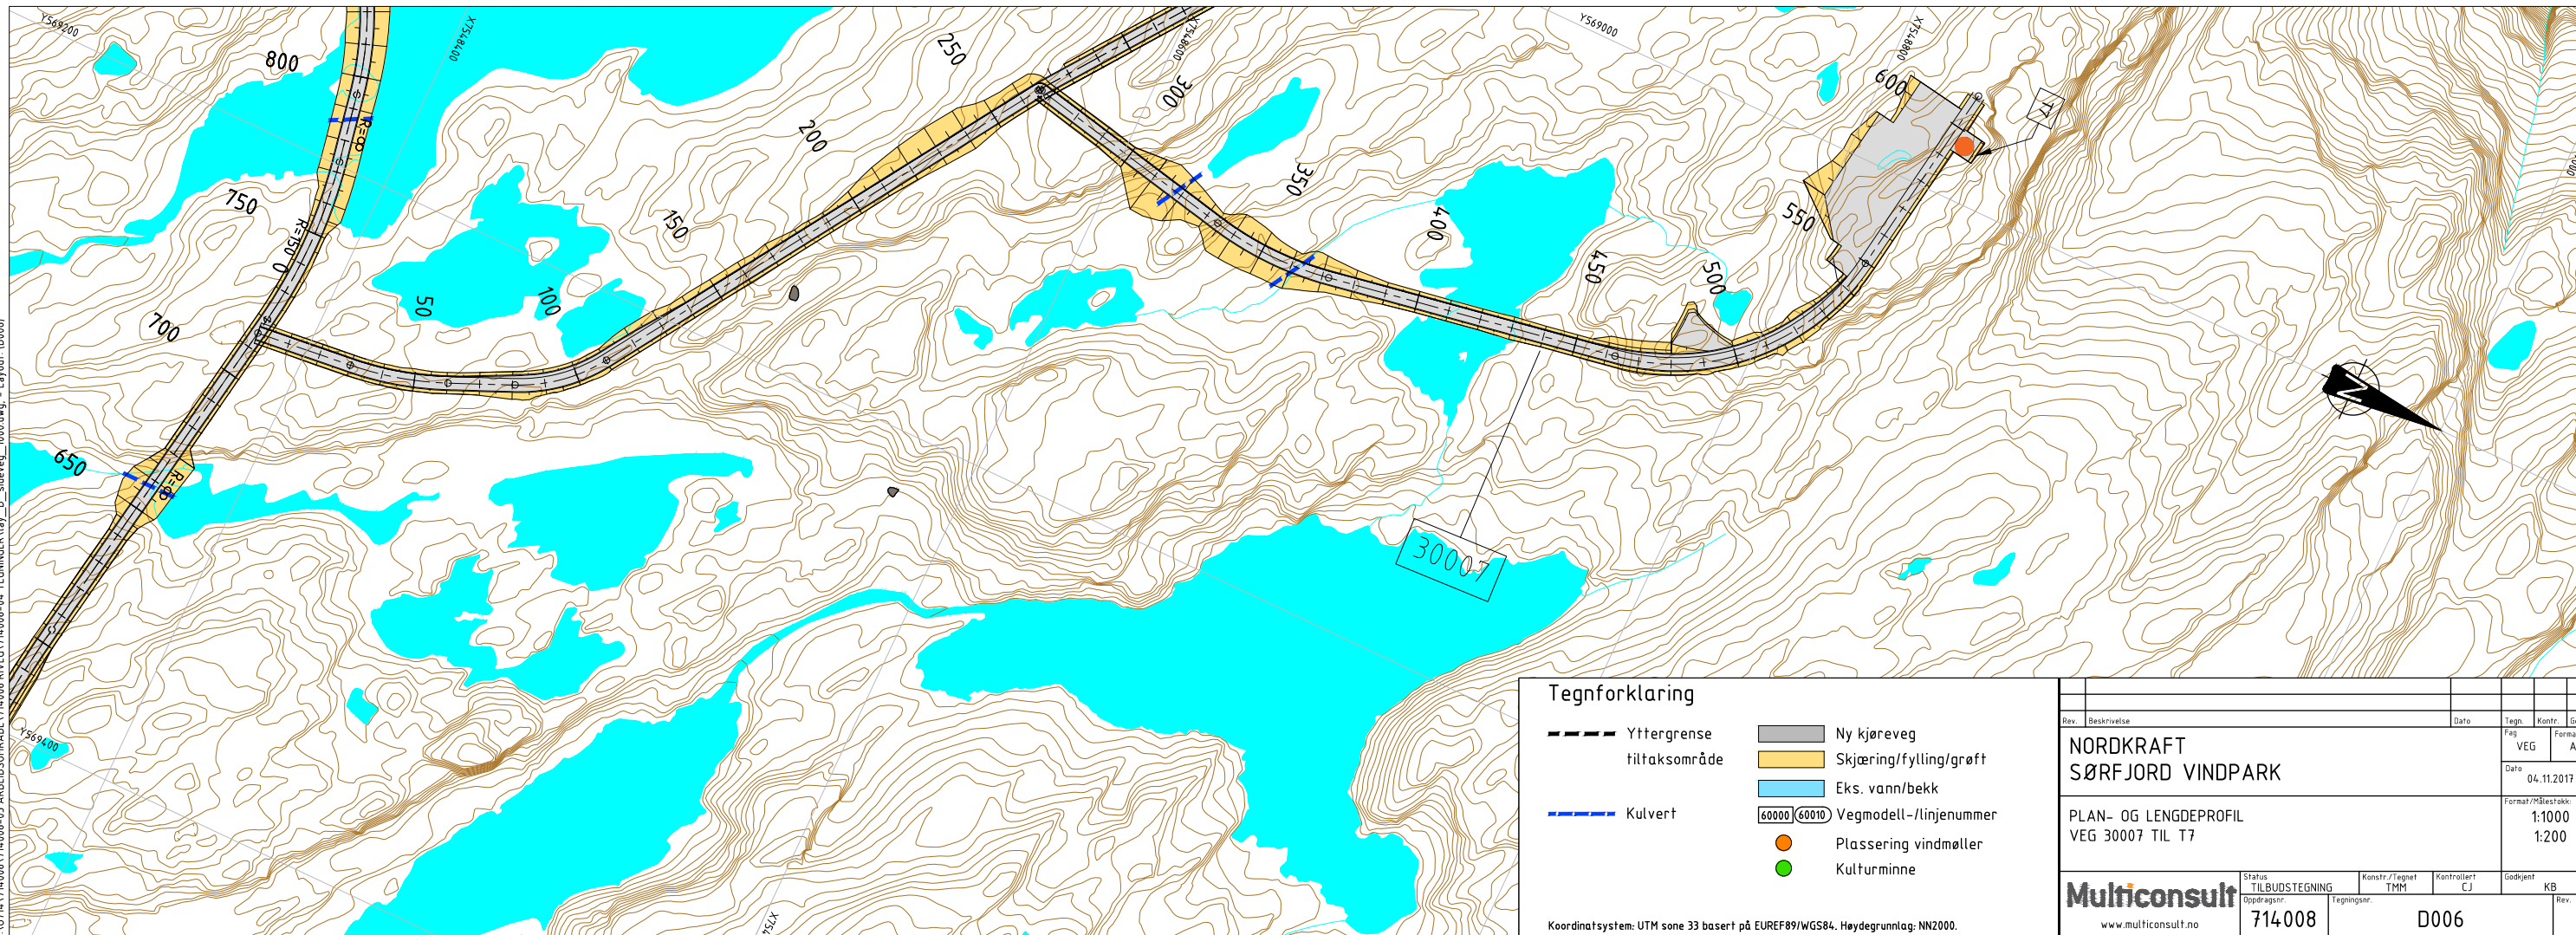 Y569200
800
X7548400
250
X7548600
300
Y569000
X7548800
600
T7
200
R=∞
350
750
150
400
550
R=150
0
50
100
450
500
700
650
R=∞
30007
Y569400
Tegnforklaring
Yttergrense
tiltaksområde
Kulvert
Ny kjøreveg
Skjæring/fylling/grøft
Eks. vann/bekk
60000 60010 Vegmodell-/linjenummer
Plassering vindmøller
Kulturminne
Koordinatsystem: UTM sone 33 basert på EUREF89/WGS84. Høydegrunnlag: NN2000.
Rev. Beskrivelse Dato Tegn. Kontr.
NORDKRAFT
SØRFJORD VINDPARK
Fag
VEG
Dato
04.11.2017
PLAN- OG LENGDEPROFIL
VEG 30007 TIL T7
Format/Målestokk:
1:1000
1:200
Multiconsult
www.multiconsult.no
Status
TILBUDSTEGNING
Konstr./Tegnet
TMM
Kontrollert
CJ
Godkjent
KB
Oppdragsnr.
714008
Tegningsnr.
D006
Rev.